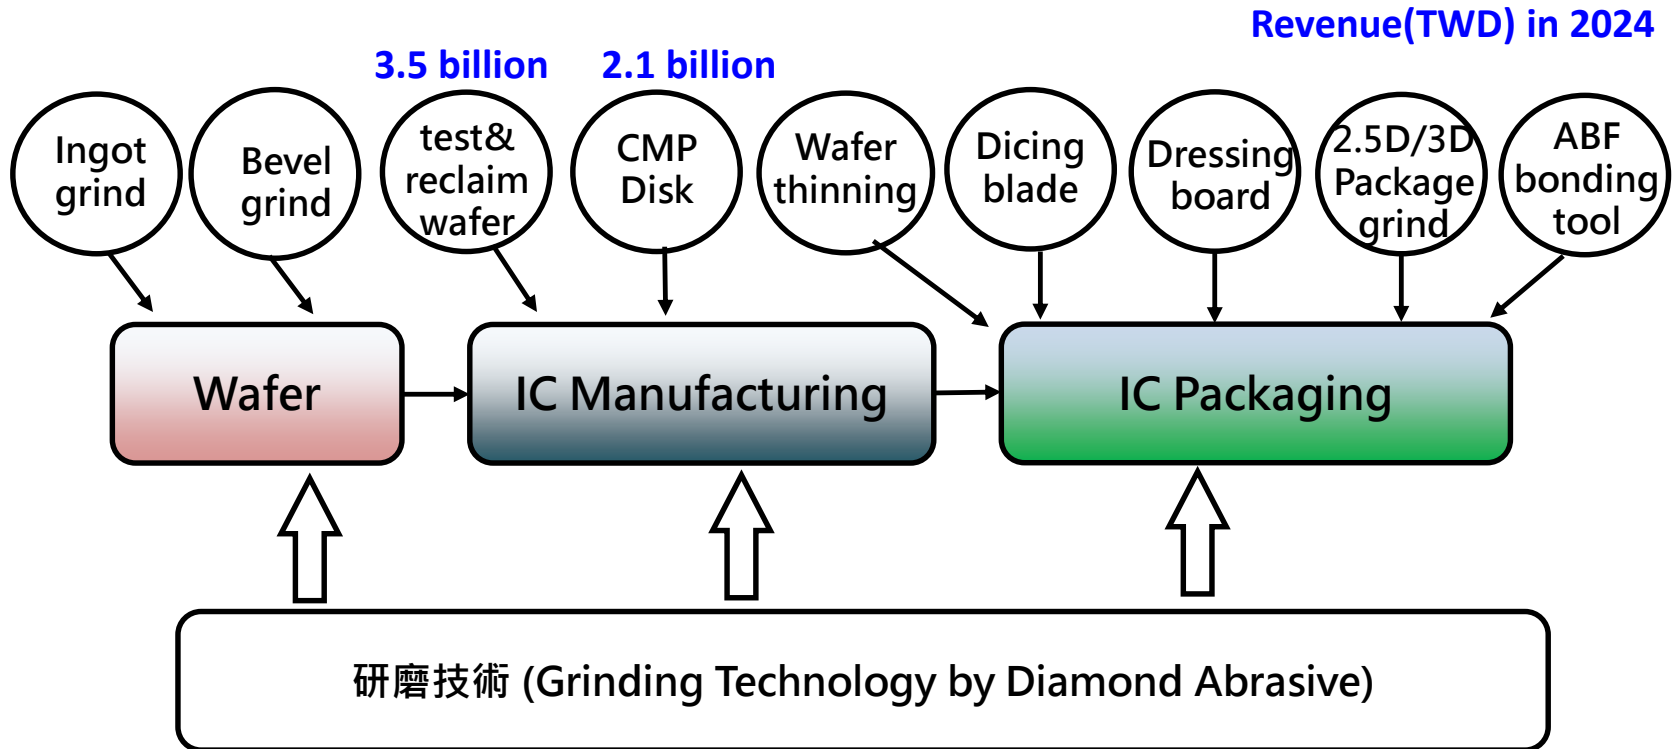 Revenue(TWD) in 2024
3.5 billion
2.1 billion
Ingot
grind
Bevel
grind
test&
reclaim
wafer
CMP
Disk
Wafer
thinning
Dicing
blade
Dressing
board
2.5D/3D
Package
grind
ABF
bonding
tool
Wafer
IC Manufacturing
IC Packaging
研磨技術 (Grinding Technology by Diamond Abrasive)